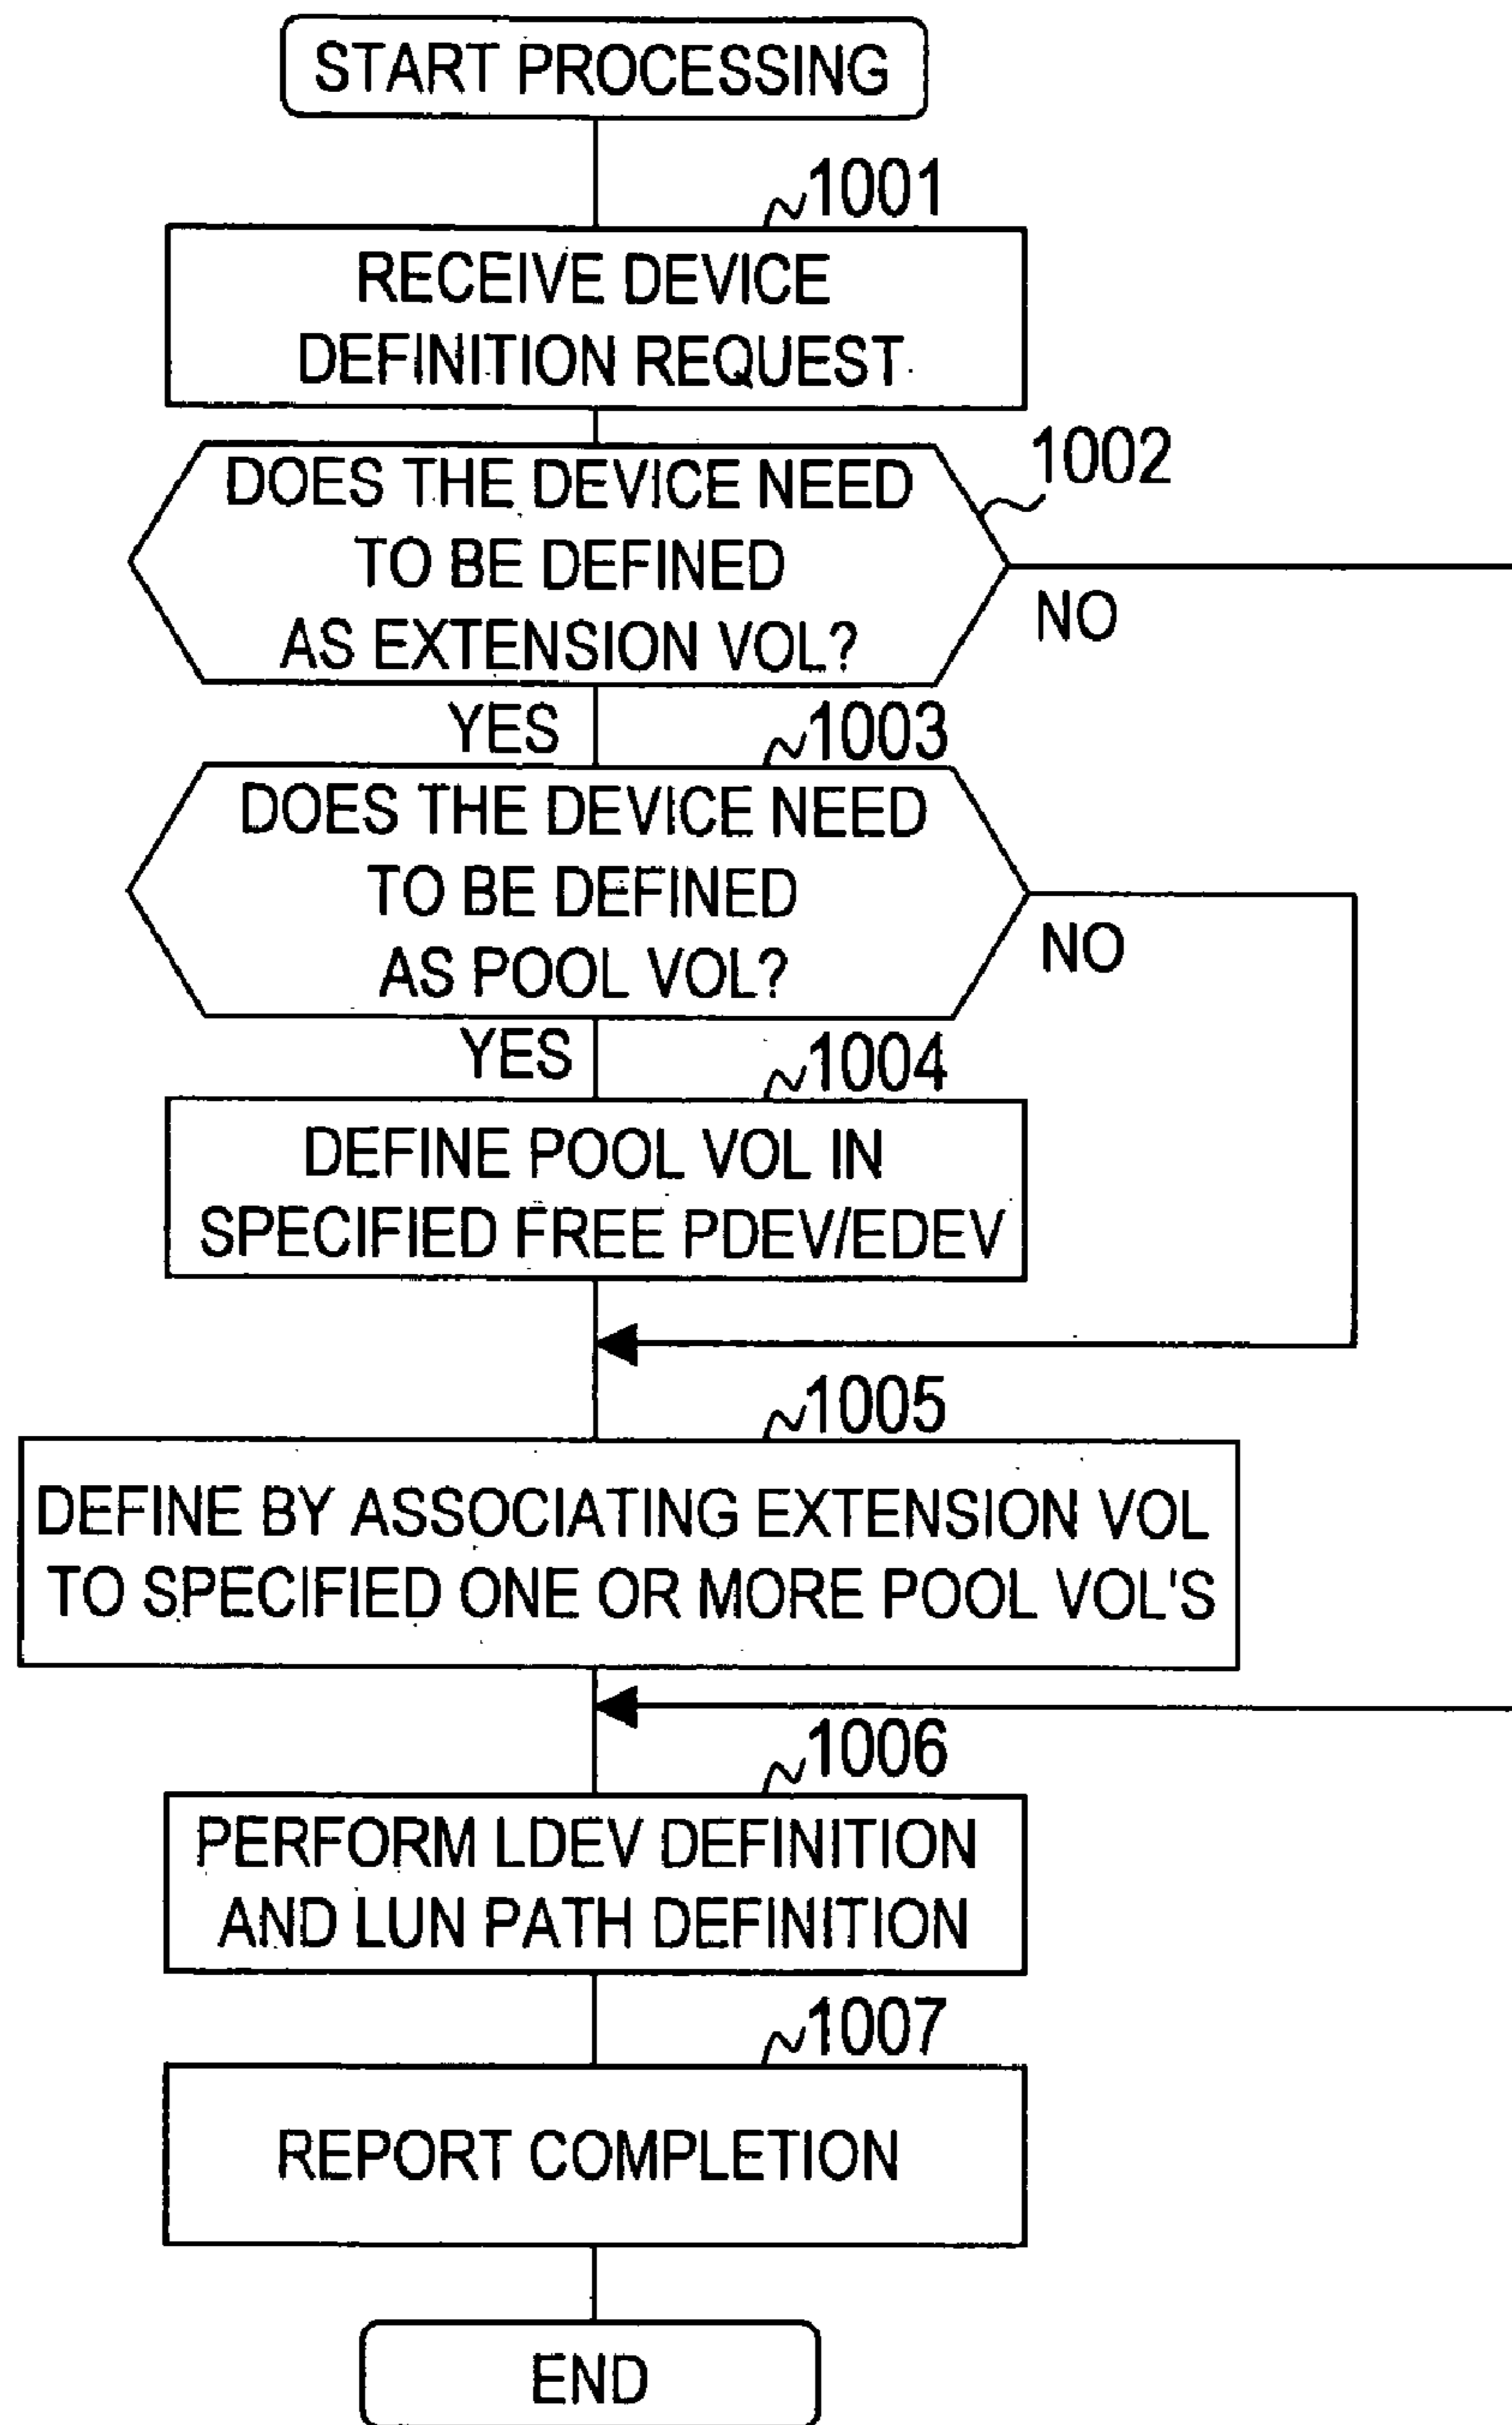 START PROCESSING
1001
RECEIVE DEVICE
DEFINITION REQUEST
1002
DOES THE DEVICE NEED
TO BE DEFINED
AS EXTENSION VOL?
NO
YES
1003
DOES THE DEVICE NEED
TO BE DEFINED
AS POOL VOL?
NO
YES
1004
DEFINE POOL VOL IN
SPECIFIED FREE PDEV/EDEV
1005
DEFINE BY ASSOCIATING EXTENSION VOL
TO SPECIFIED ONE OR MORE POOL VOL'S
1006
PERFORM LDEV DEFINITION
AND LUN PATH DEFINITION
1007
REPORT COMPLETION
END